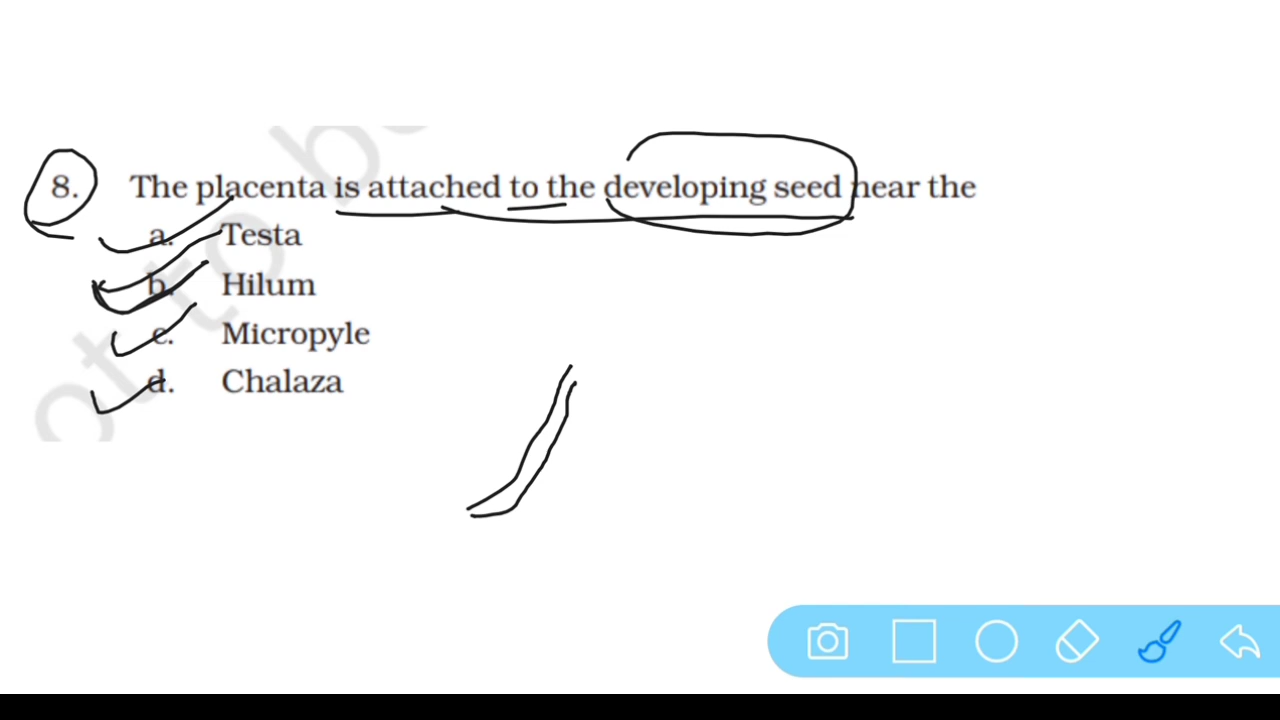 8. The placenta is attached to the developing seed near the
a. Testa
b. Hilum
c. Micropyle
d. Chalaza